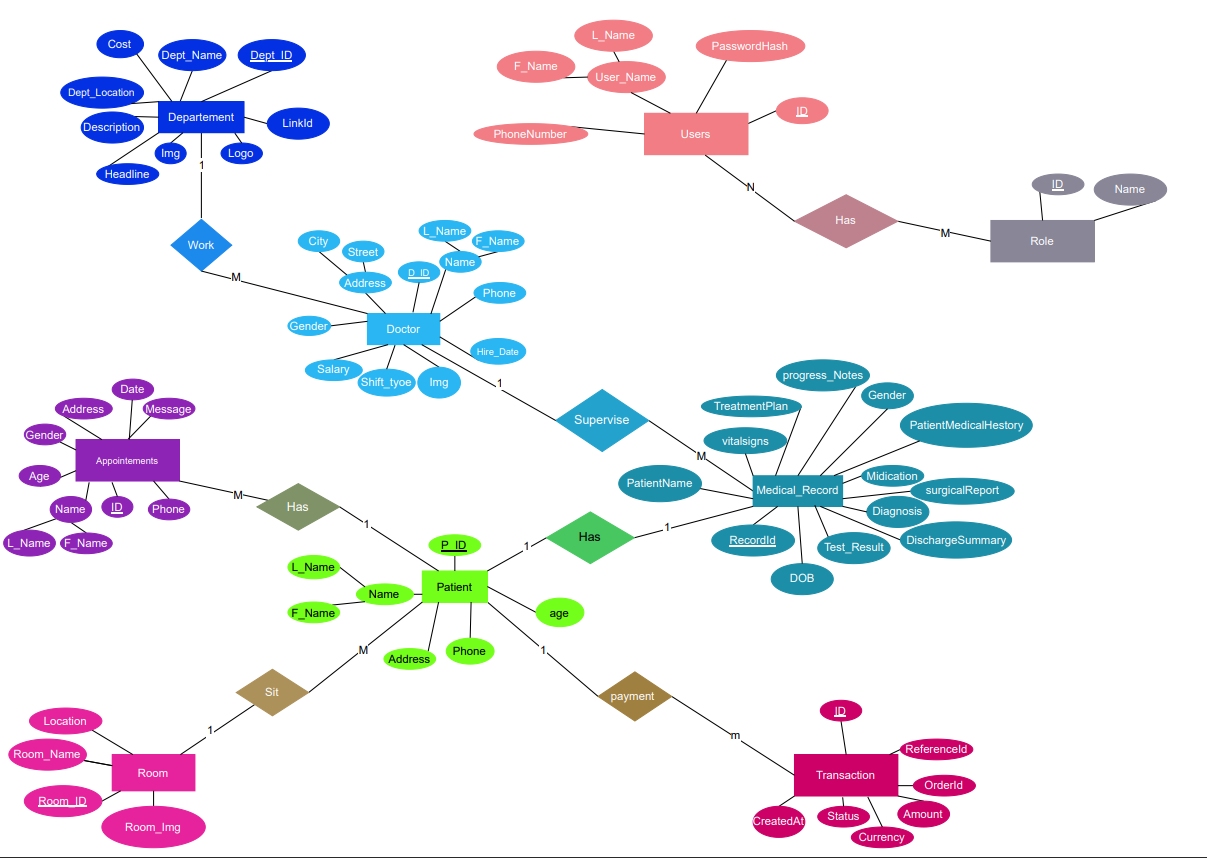 Cost
Dept_Name
Dept_ID
Dept_Location
Departement
Description
LinkId
Img
Logo
Headline
1
Work
M
L_Name
F_Name
User_Name
PasswordHash
ID
PhoneNumber
Users
N
Has
M
ID
Name
Role
City
Street
Address
D_ID
L_Name
F_Name
Name
Phone
Gender
Doctor
Hire_Date
Salary
Shift_tyoe
Img
1
Supervise
M
progress_Notes
Gender
TreatmentPlan
PatientMedicalHestory
vitalsigns
Midication
PatientName
Medical_Record
surgicalReport
Diagnosis
RecordId
Test_Result
DischargeSummary
DOB
Date
Address
Message
Gender
Appointements
Age
Name
ID
Phone
L_Name
F_Name
M
Has
1
1
Has
1
P_ID
L_Name
Name
Patient
F_Name
age
Address
Phone
M
Sit
1
1
payment
m
Location
Room_Name
Room
Room_ID
Room_Img
ID
ReferenceId
Transaction
OrderId
CreatedAt
Status
Amount
Currency